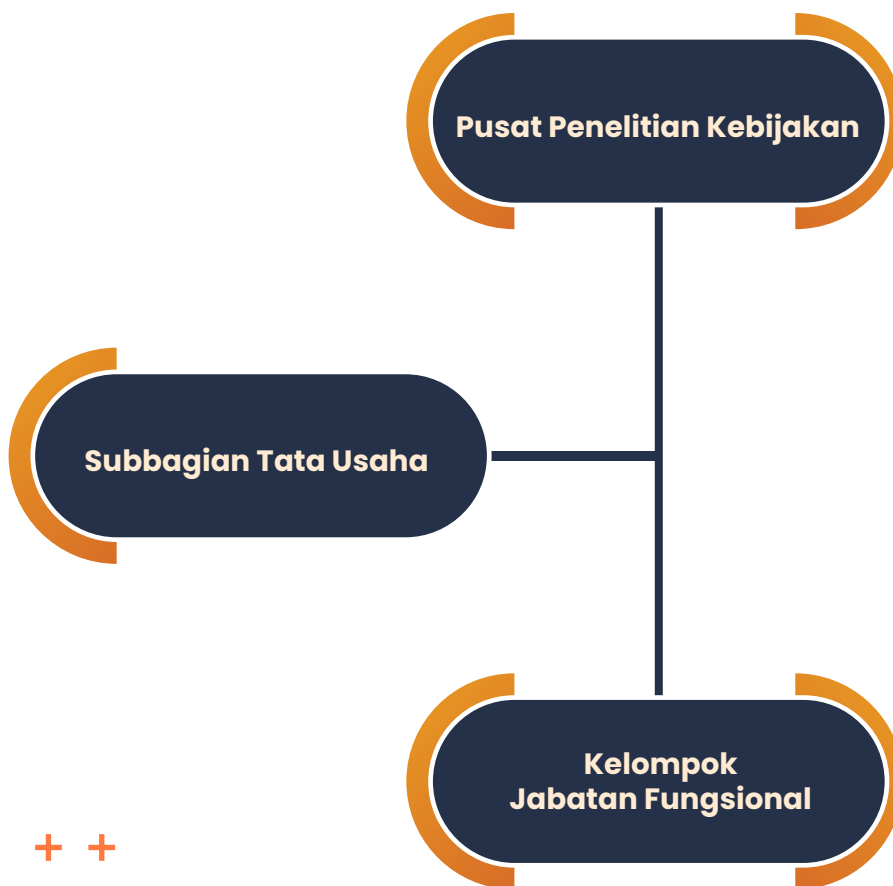 Pusat Penelitian Kebijakan
Subbagian Tata Usaha
Kelompok
Jabatan Fungsional